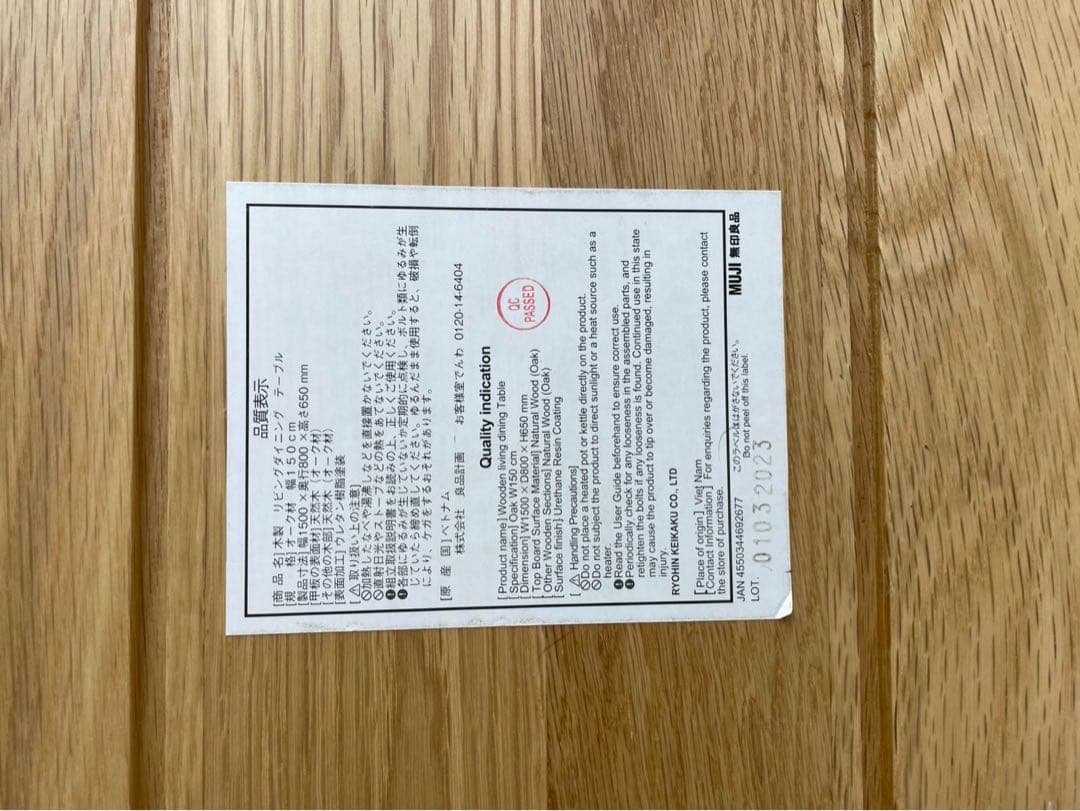 品質表示
[商 品 名]木製 リビングダイニング テーブル
[規 格]オーク材 幅150cm
[製品寸法]幅1500×奥行800×高さ650 mm
[甲板の表面材]天然木（オーク材）
[その他の木部]天然木（オーク材）
[表面加工]ウレタン樹脂塗装
[⚠取り扱い上の注意]
🚫加熱したなべや湯沸しなどを直接置かないでください。
🚫直射日光やストーブなどの熱をあてないでください。
❶組立取扱説明書をお読みの上、正しくご使用ください。
❶各部にゆるみが生じていないか定期的に点検し、ボルト類にゆるみが生
じていたら締め直してください。ゆるんだまま使用すると、破損や転倒
により、ケガをするおそれがあります。
[原 産 国]ベトナム
株式会社 良品計画 － お客様室でんわ 0120-14-6404
Quality indication
QC
PASSED
[Product name] Wooden living dining Table
[Specification] Oak W150 cm
[Dimension] W1500 × D800 × H650 mm
[Top Board Surface Material] Natural Wood (Oak)
[Other Wooden Sections] Natural Wood (Oak)
[Surface finish] Urethane Resin Coating
[⚠ Handling Precautions]
🚫Do not place a heated pot or kettle directly on the product.
🚫Do not subject the product to direct sunlight or a heat source such as a
heater.
❶Read the User Guide beforehand to ensure correct use.
❶Periodically check for any looseness in the assembled parts, and
retighten the bolts if any looseness is found. Continued use in this state
may cause the product to tip over or become damaged, resulting in
injury.
RYOHIN KEIKAKU CO., LTD
[Place of origin] Viet Nam
[Contact information] For enquiries regarding the product, please contact
the store of purchase.
JAN 4550344692677
このラベルははがさないでください。
Do not peel off this label.
MUJI 無印良品
LOT. 01032023